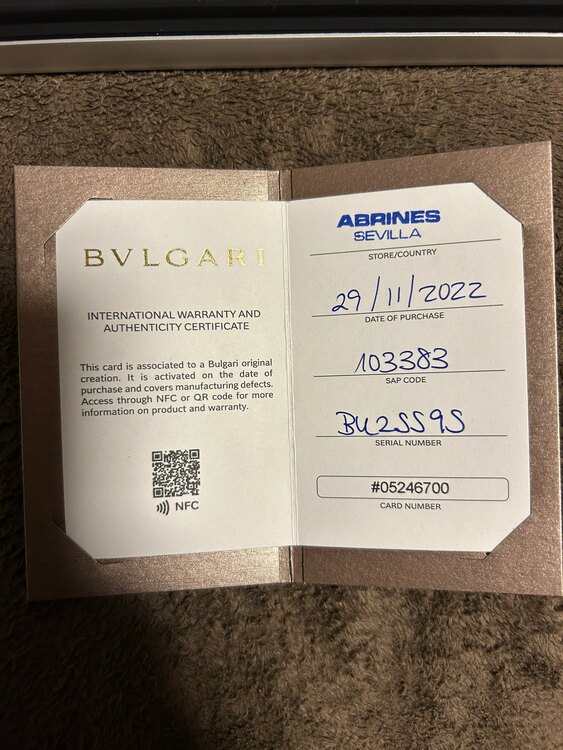 BVLGARI
INTERNATIONAL WARRANTY AND
AUTHENTICITY CERTIFICATE
This card is associated to a Bulgari original
creation. It is activated on the date of
purchase and covers manufacturing defects.
Access through NFC or QR code for more
information on product and warranty.
NFC
ABRINES
SEVILLA
STORE/COUNTRY
29/11/2022
DATE OF PURCHASE
103383
SAP CODE
SERIAL NUMBER
#05246700
CARD NUMBER